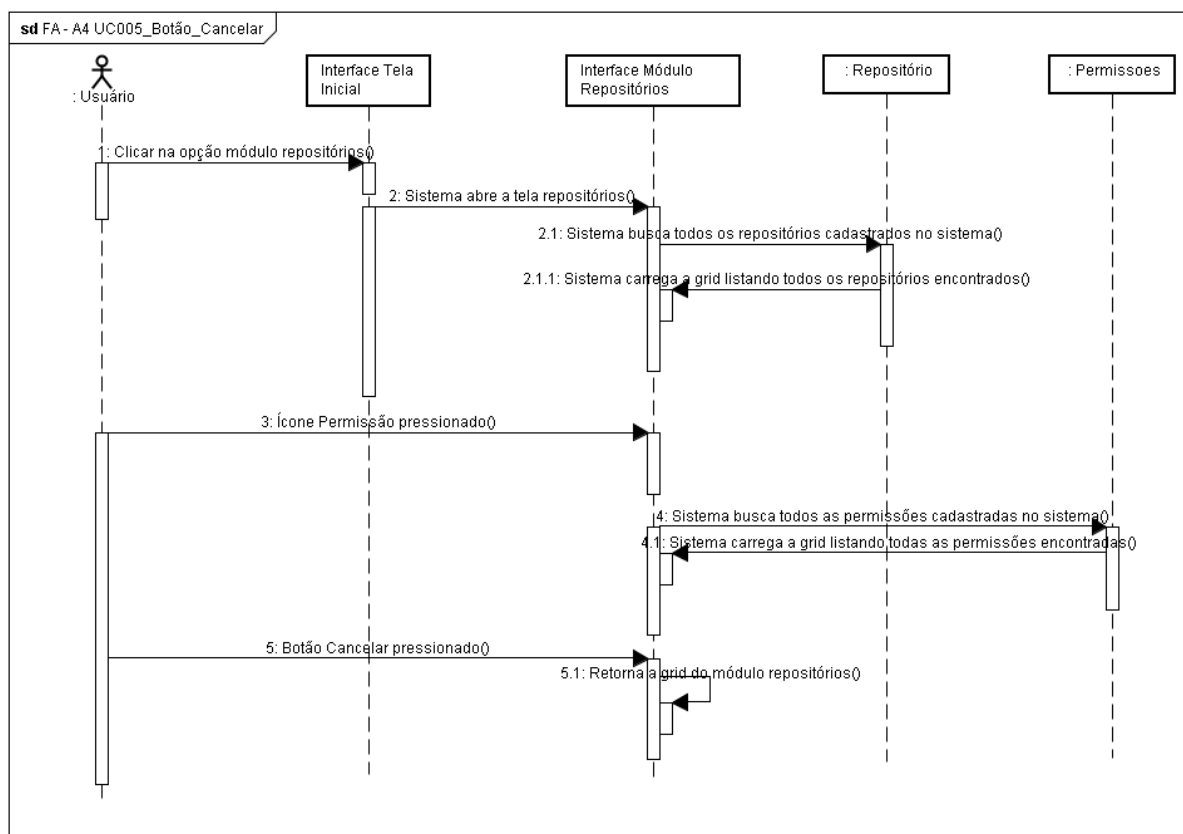 sd FA - A4 UC005_Botão_Cancelar
: Usuário
Interface Tela
Inicial
Interface Módulo
Repositórios
: Repositório
: Permissoes
1: Clicar na opção módulo repositórios()
2: Sistema abre a tela repositórios()
2.1: Sistema busca todos os repositórios cadastrados no sistema()
2.1.1: Sistema carrega a grid listando todos os repositórios encontrados()
3: Ícone Permissão pressionado()
4: Sistema busca todos as permissões cadastradas no sistema()
4.1: Sistema carrega a grid listando todas as permissões encontradas()
5: Botão Cancelar pressionado()
5.1: Retorna a grid do módulo repositórios()